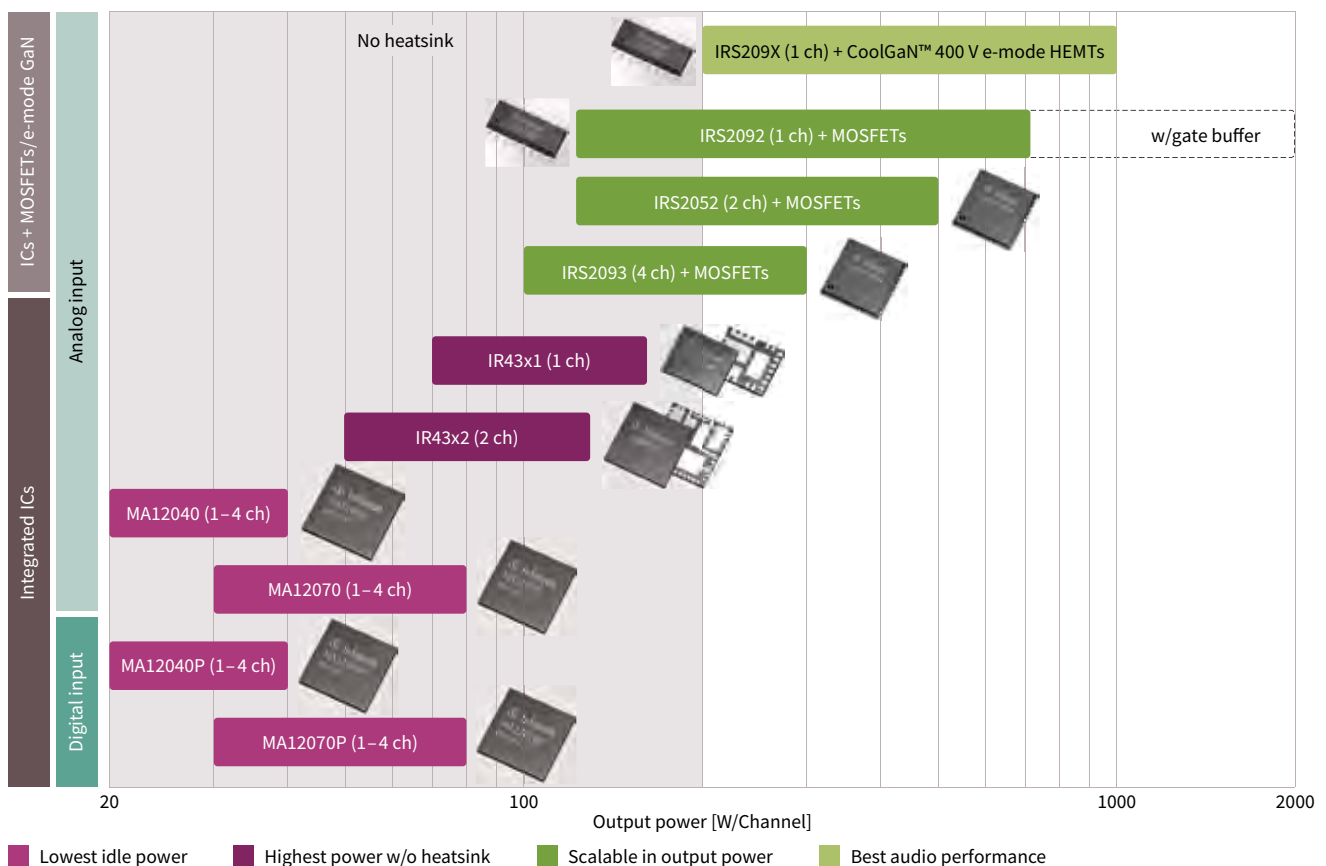 ICs + MOSFETs/e-mode GaN
Integrated ICs
Analog input
Digital input
No heatsink
IRS209X (1 ch) + CoolGaN™ 400 V e-mode HEMTs
IRS2092 (1 ch) + MOSFETs
w/gate buffer
IRS2052 (2 ch) + MOSFETs
IRS2093 (4 ch) + MOSFETs
IR43x1 (1 ch)
IR43x2 (2 ch)
MA12040 (1–4 ch)
MA12070 (1–4 ch)
MA12040P (1–4 ch)
MA12070P (1–4 ch)
20
100
1000
2000
Output power [W/Channel]
Lowest idle power
Highest power w/o heatsink
Scalable in output power
Best audio performance